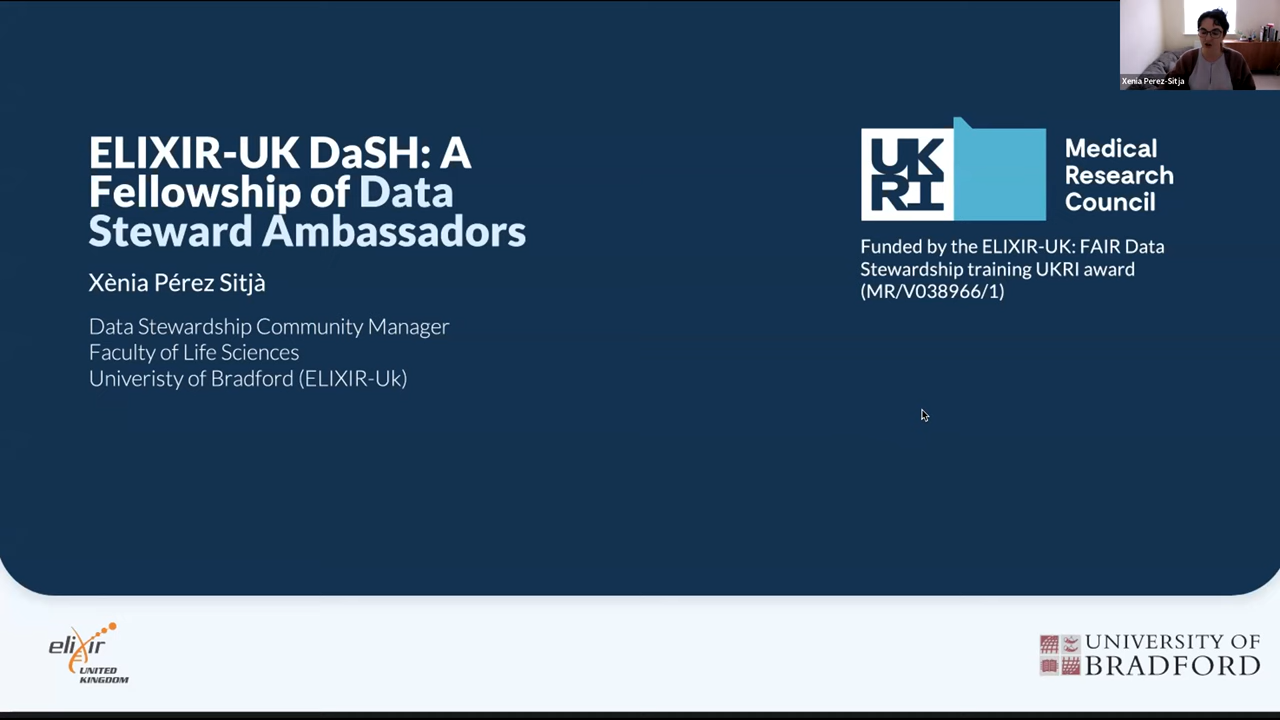 Xenia Perez-Sitja
ELIXIR-UK DaSH: A
Fellowship of Data
Steward Ambassadors
Xènia Pérez Sitjà
Data Stewardship Community Manager
Faculty of Life Sciences
Univeristy of Bradford (ELIXIR-Uk)
UK
RI
Medical
Research
Council
Funded by the ELIXIR-UK: FAIR Data
Stewardship training UKRI award
(MR/V038966/1)
elixir
UNITED
KINGDOM
UNIVERSITY OF
BRADFORD